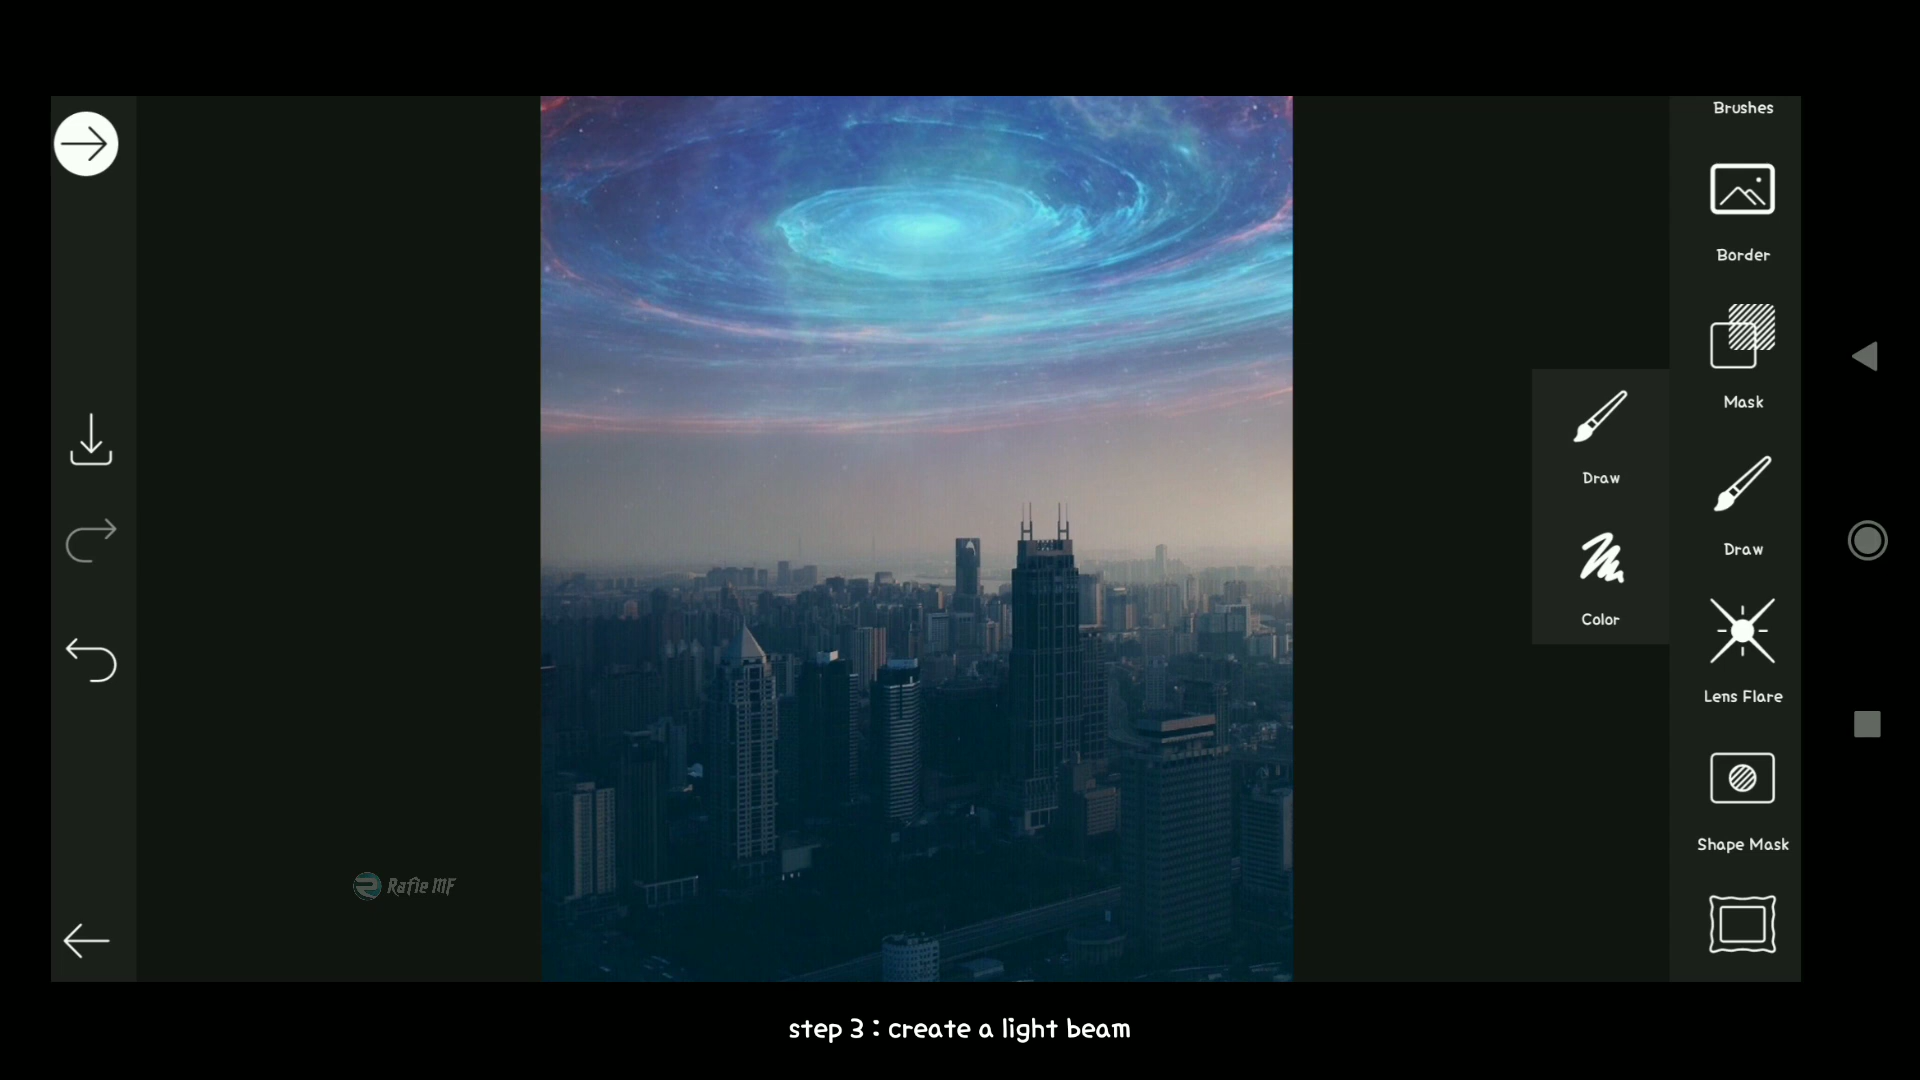 Brushes
Border
Mask
Draw
Draw
Color
Lens Flare
Shape Mask
Rafie MF
step 3 : create a light beam